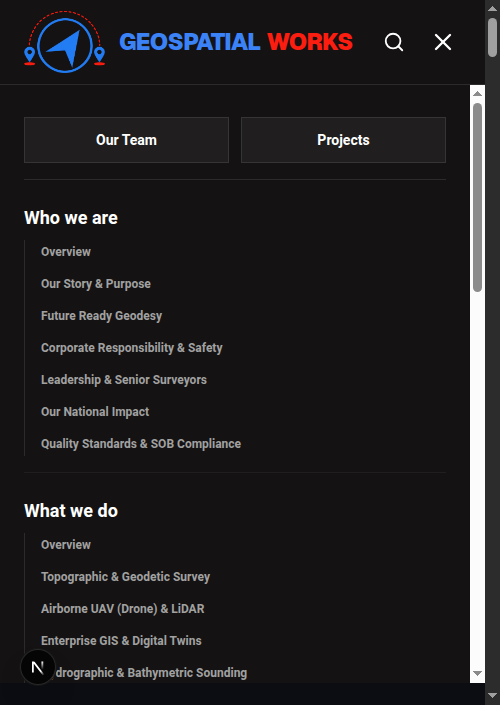 GEOSPATIAL WORKS
Our Team
Projects
Who we are
Overview
Our Story & Purpose
Future Ready Geodesy
Corporate Responsibility & Safety
Leadership & Senior Surveyors
Our National Impact
Quality Standards & SOB Compliance
What we do
Overview
Topographic & Geodetic Survey
Airborne UAV (Drone) & LiDAR
Enterprise GIS & Digital Twins
N
drographic & Bathymetric Sounding